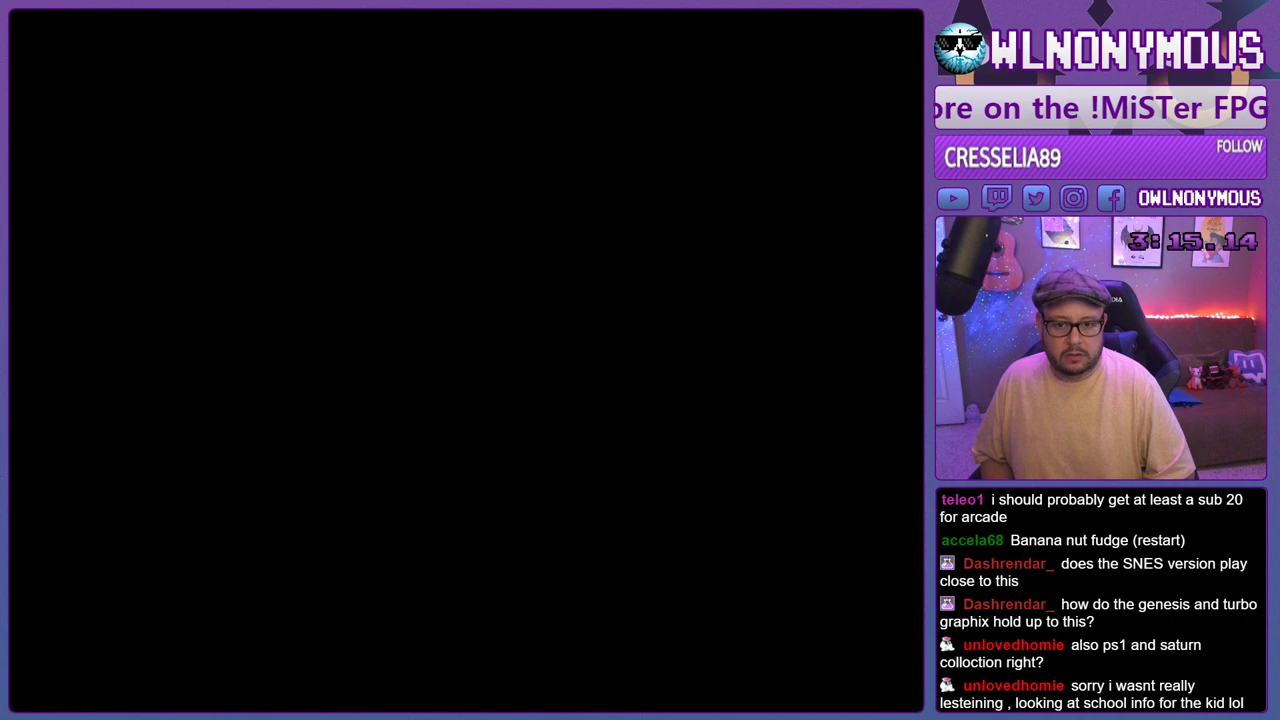 OWLNONYMOUS
ore on the !MiSTer FPG
FOLLOW
CRESSELIA89
OWLNONYMOUS
3:15.14
teleo1 i should probably get at least a sub 20
for arcade
accela68 Banana nut fudge (restart)
Dashrendar_ does the SNES version play
close to this
Dashrendar_ how do the genesis and turbo
graphix hold up to this?
unlovedhomie also ps1 and saturn
colloction right?
unlovedhomie sorry i wasnt really
lesteining , looking at school info for the kid lol